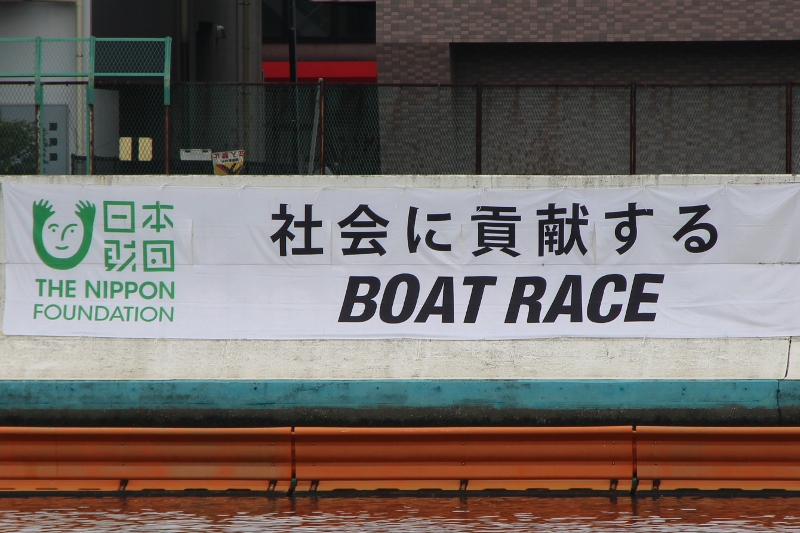 日本
財団
THE NIPPON
FOUNDATION
社会に貢献する
BOAT RACE